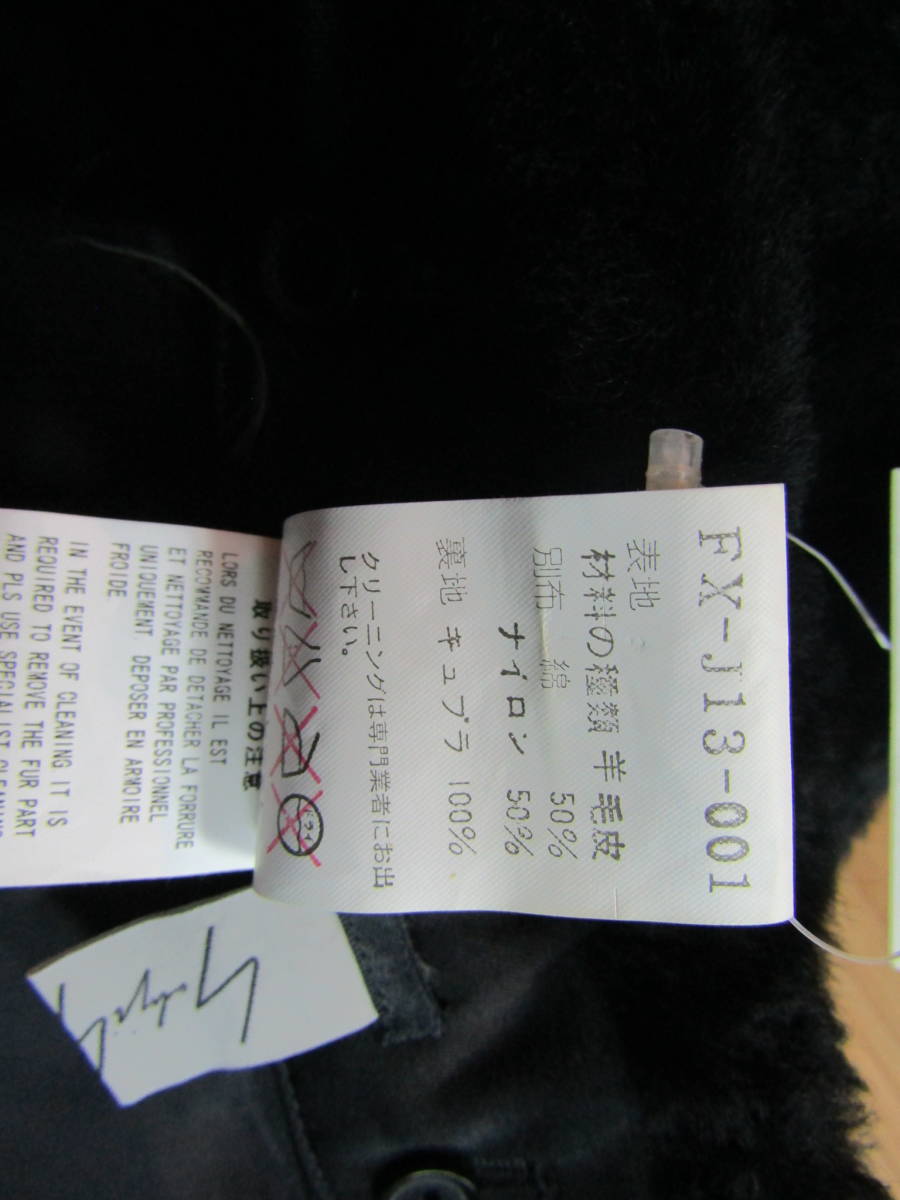 FX-J13-001
表地
材料の種類 羊毛皮
別布 綿 50%
ナイロン 50%
裏地 キュプラ 100%
クリーニングは専門業者にお出
し下さい。
ドライ
取り扱い上の注意
LORS DU NETTOYAGE IL EST
RECOMMANDE DE DETACHER LA FORRURE
ET NETTOYAGE PAR PROFESSIONNEL
UNIQUEMENT, DEPOSER EN ARMOIRE
FROIDE
IN THE EVENT OF CLEANING IT IS
REQUIRED TO REMOVE THE FUR PART
AND PLS USE SPECIALIST CLEANING